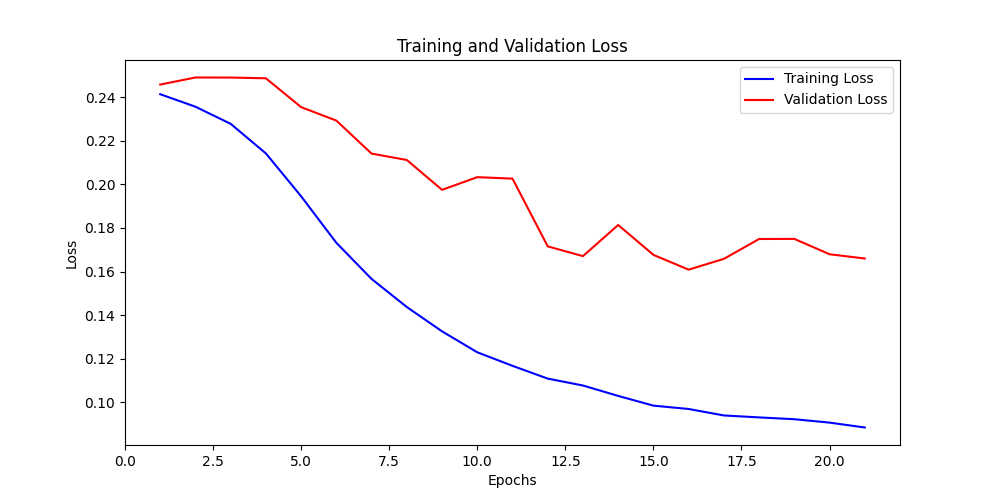 Training and Validation Loss
Training Loss
Validation Loss
0.24
0.22
0.20
0.18
0.16
0.14
0.12
0.10
Loss
0.0 2.5 5.0 7.5 10.0 12.5 15.0 17.5 20.0
Epochs